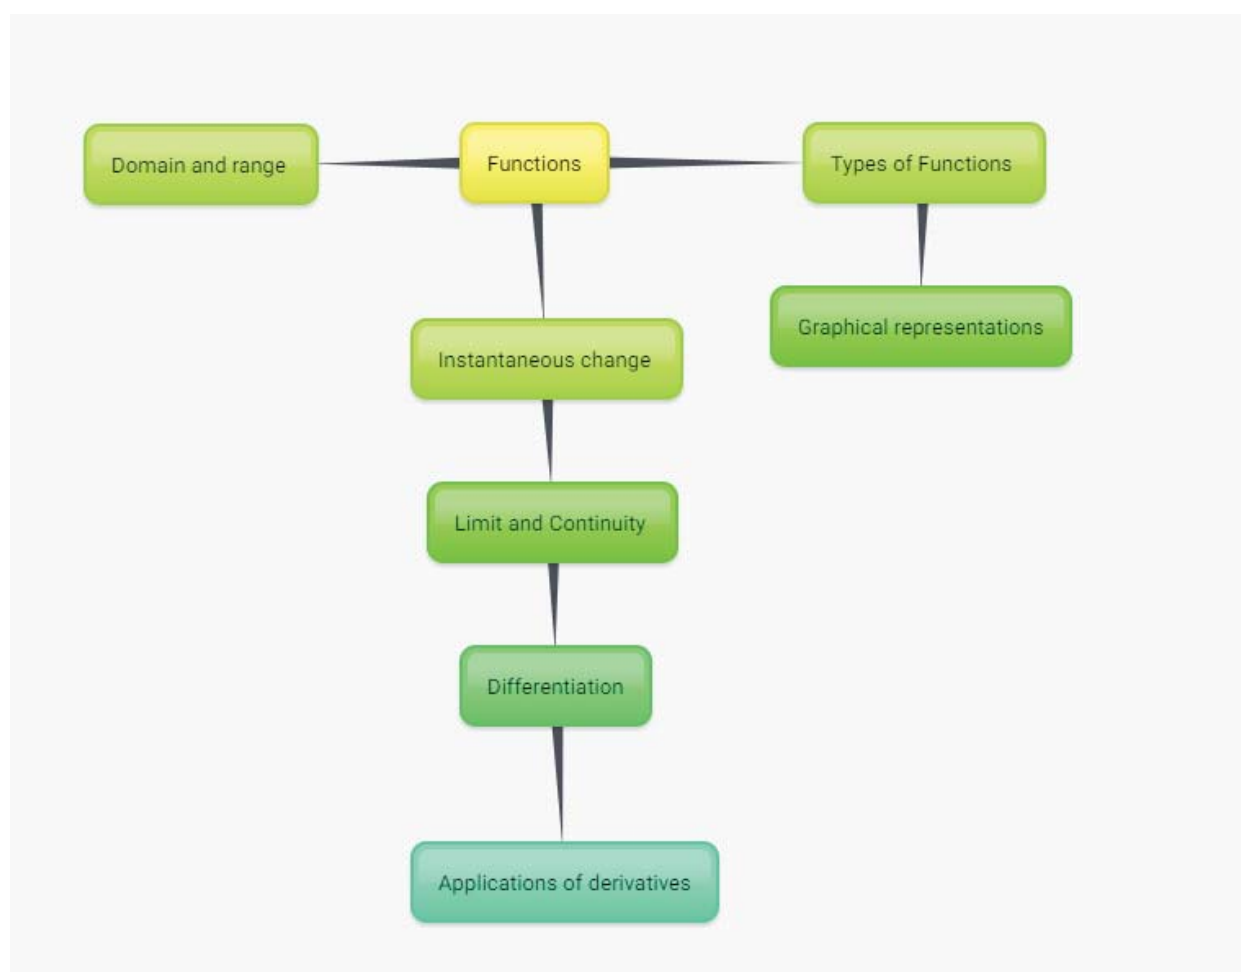 Domain and range
Functions
Types of Functions
Graphical representations
Instantaneous change
Limit and Continuity
Differentiation
Applications of derivatives